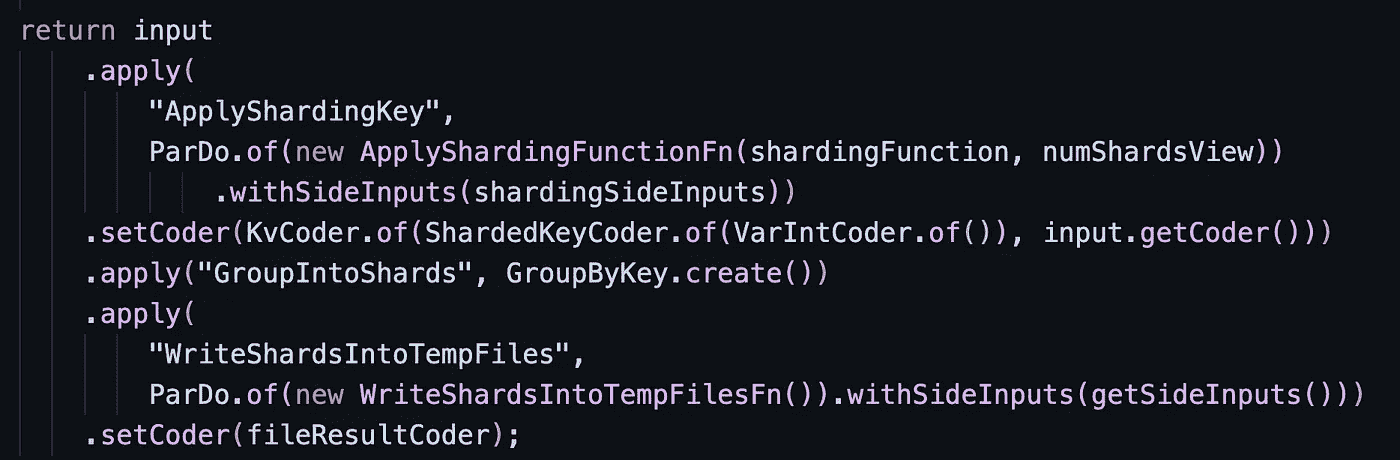 return input
.apply(
"ApplyShardingKey",
ParDo.of(new ApplyShardingFunctionFn(shardingFunction, numShardsView))
.withSideInputs(shardingSideInputs))
.setCoder(KvCoder.of(ShardedKeyCoder.of(VarIntCoder.of()), input.getCoder()))
.apply("GroupIntoShards", GroupByKey.create())
.apply(
"WriteShardsIntoTempFiles",
ParDo.of(new WriteShardsIntoTempFilesFn()).withSideInputs(getSideInputs()))
.setCoder(fileResultCoder);